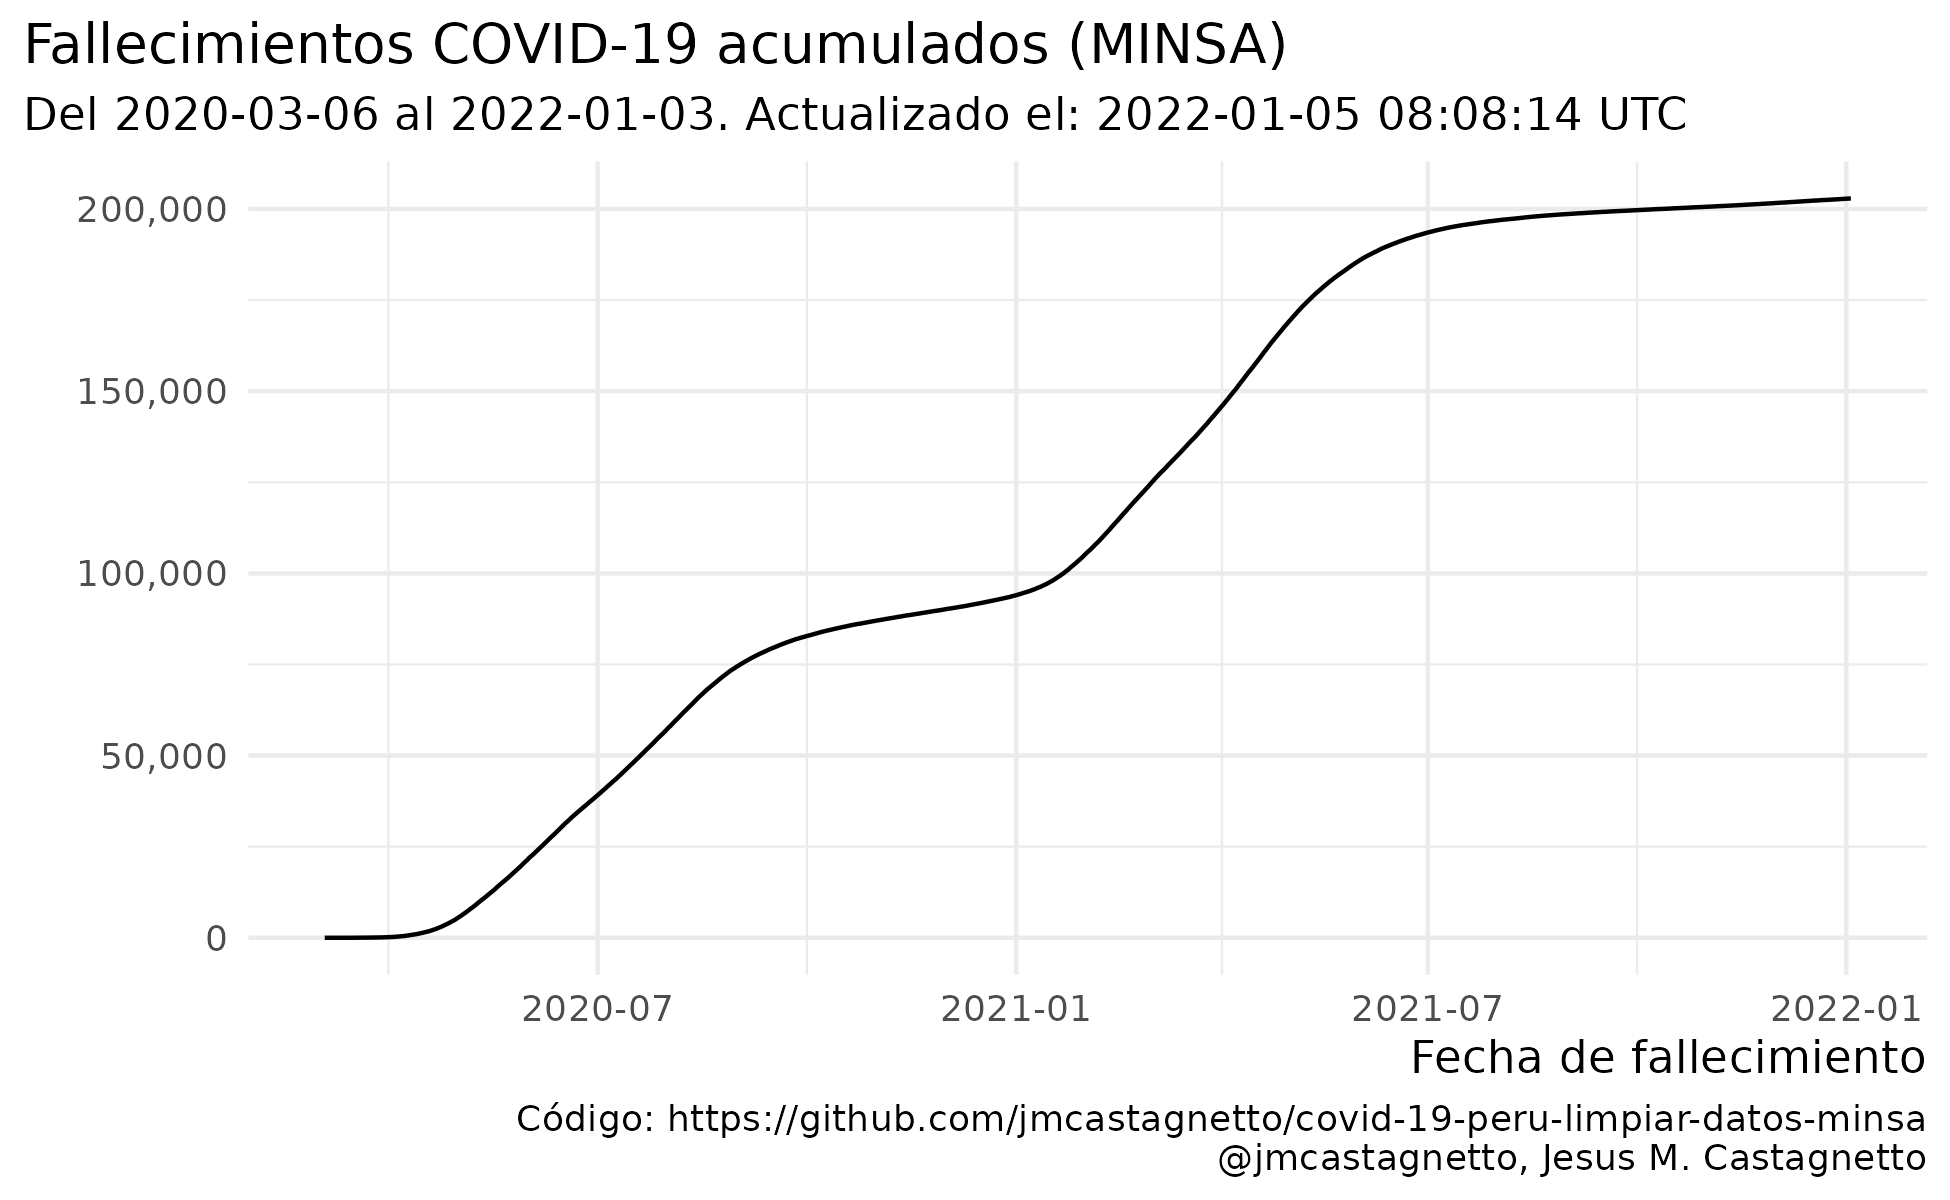 Fallecimientos COVID-19 acumulados (MINSA)
Del 2020-03-06 al 2022-01-03. Actualizado el: 2022-01-05 08:08:14 UTC
200,000
150,000
100,000
50,000
0
2020-07
2021-01
2021-07
2022-01
Fecha de fallecimiento
Código: https://github.com/jmcastagnetto/covid-19-peru-limpiar-datos-minsa
@jmcastagnetto, Jesus M. Castagnetto